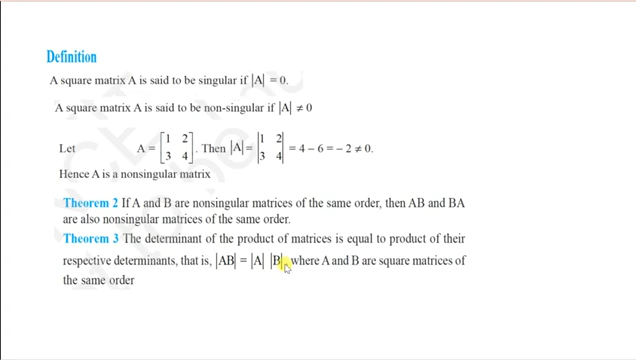 Definition
A square matrix A is said to be singular if |A| = 0.
A square matrix A is said to be non-singular if |A| ≠ 0
Let A = [1 2; 3 4]. Then |A| = |1 2; 3 4| = 4 − 6 = − 2 ≠ 0.
Hence A is a nonsingular matrix
Theorem 2 If A and B are nonsingular matrices of the same order, then AB and BA
are also nonsingular matrices of the same order.
Theorem 3 The determinant of the product of matrices is equal to product of their
respective determinants, that is, |AB| = |A| |B|, where A and B are square matrices of
the same order